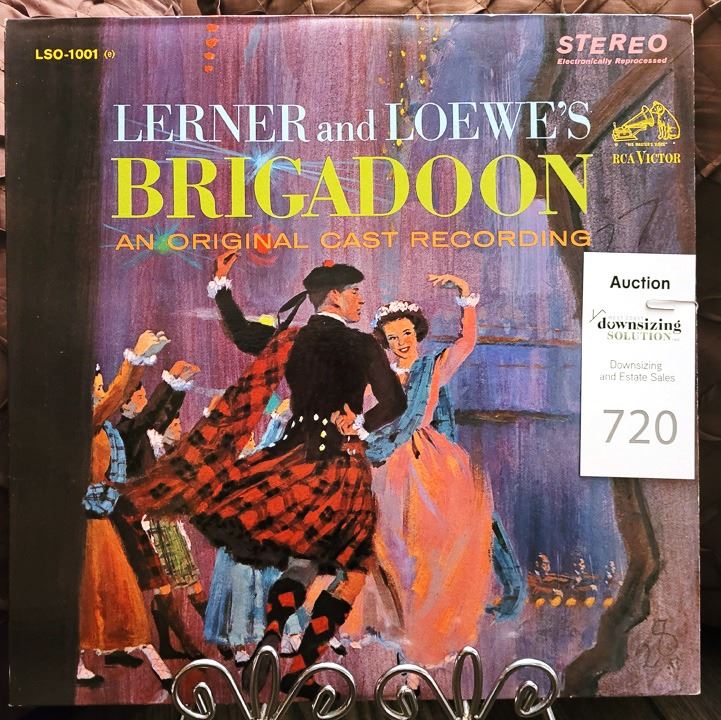 LSO-1001 (e)
STEREO
Electronically Reprocessed
LERNER and LOEWE'S
BRIGADOON
AN ORIGINAL CAST RECORDING
"HIS MASTER'S VOICE"
RCA VICTOR
Auction
downsizing
SOLUTION
Downsizing
and Estate Sales
720